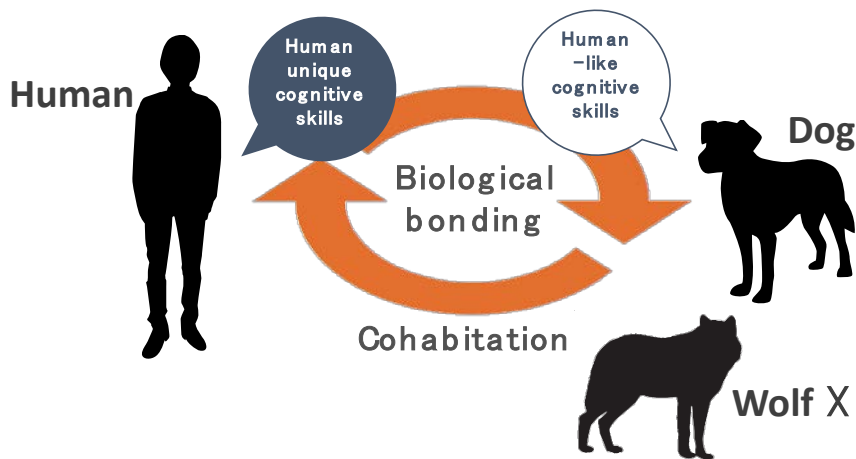 Human
Human
unique
cognitive
skills
Human
-like
cognitive
skills
Dog
Biological
bonding
Cohabitation
Wolf X